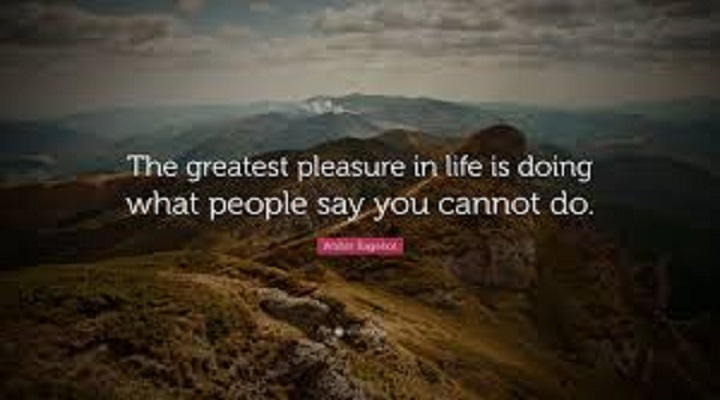 The greatest pleasure in life is doing
what people say you cannot do.
Walter Bagehot